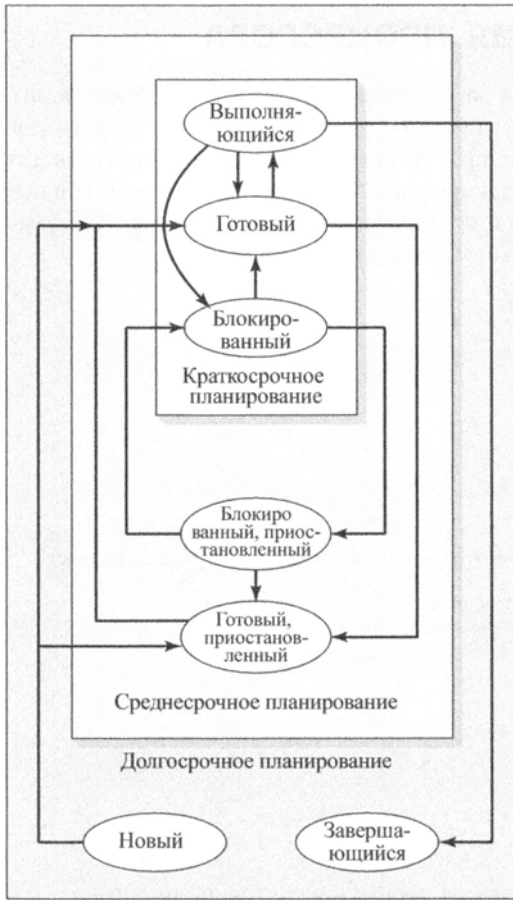 Выполня-
ющийся
Готовый
Блокиро-
ванный
Краткосрочное
планирование
Блокиро
ванный, приос-
тановленный
Готовый,
приостанов-
ленный
Среднесрочное планирование
Долгосрочное планирование
Новый
Заверша-
ющийся